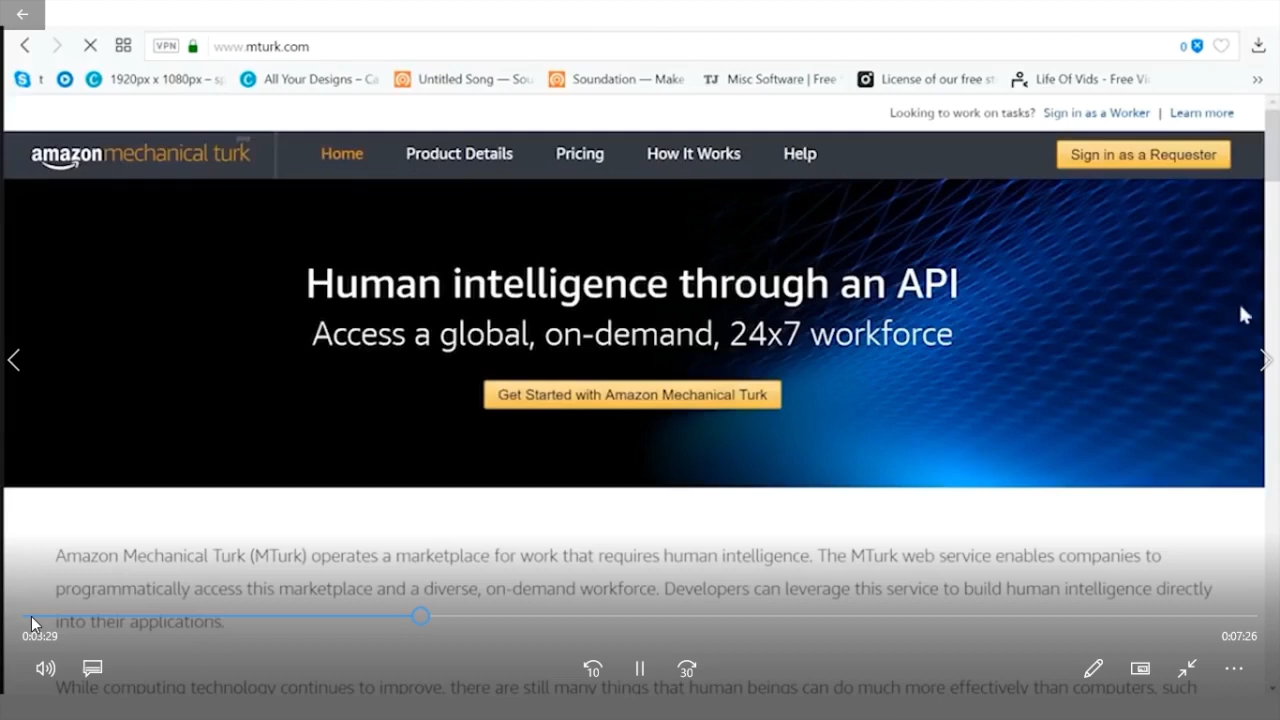 VPN www.mturk.com 0
t 1920px x 1080px – sp All Your Designs – Ca Untitled Song — Sou Soundation — Make TJ Misc Software | Free License of our free st Life Of Vids - Free Vi »
Looking to work on tasks? Sign in as a Worker | Learn more
amazon mechanical turk Home Product Details Pricing How It Works Help Sign in as a Requester
Human intelligence through an API
Access a global, on-demand, 24x7 workforce
Get Started with Amazon Mechanical Turk
Amazon Mechanical Turk (MTurk) operates a marketplace for work that requires human intelligence. The MTurk web service enables companies to
programmatically access this marketplace and a diverse, on-demand workforce. Developers can leverage this service to build human intelligence directly
into their applications.
0:03:29 0:07:26
10 30
While computing technology continues to improve, there are still many things that human beings can do much more effectively than computers, such